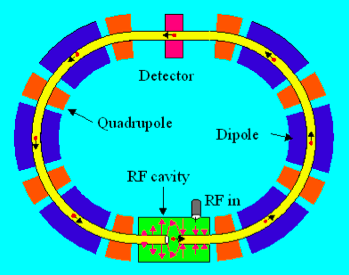 Detector
Quadrupole
Dipole
RF cavity
RF in